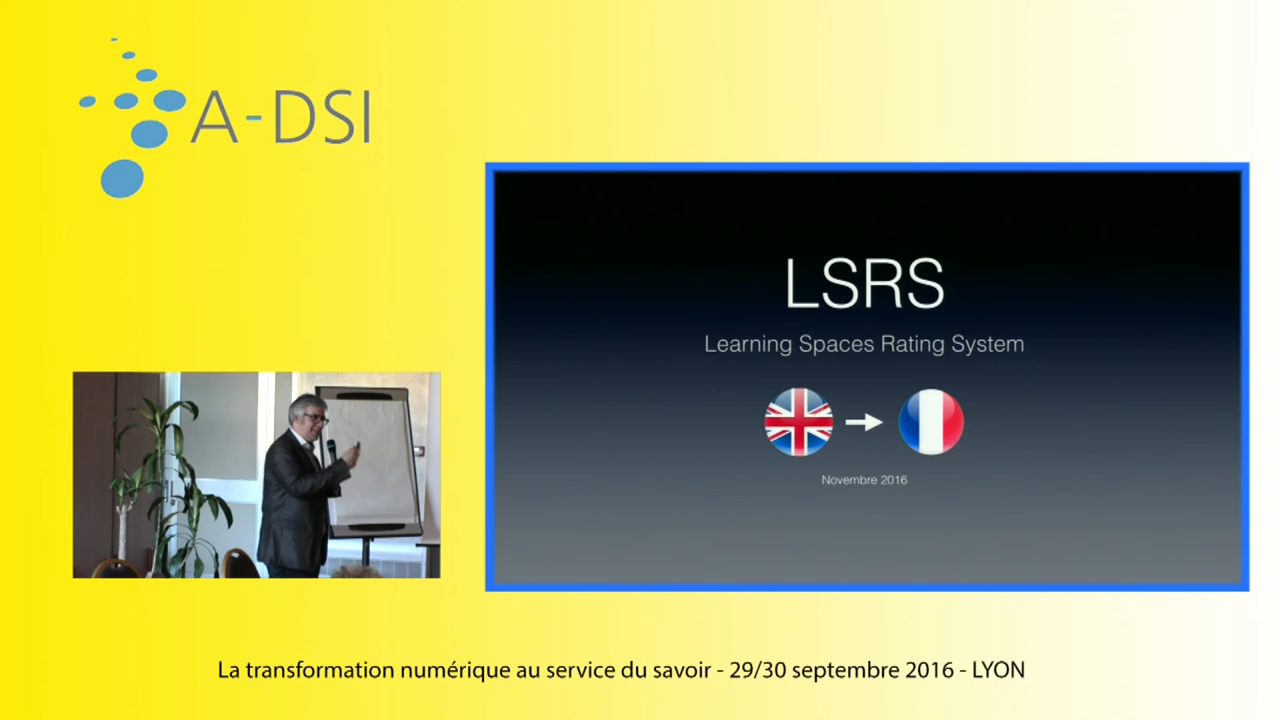 A-DSI
LSRS
Learning Spaces Rating System
Novembre 2016
La transformation numérique au service du savoir - 29/30 septembre 2016 - LYON